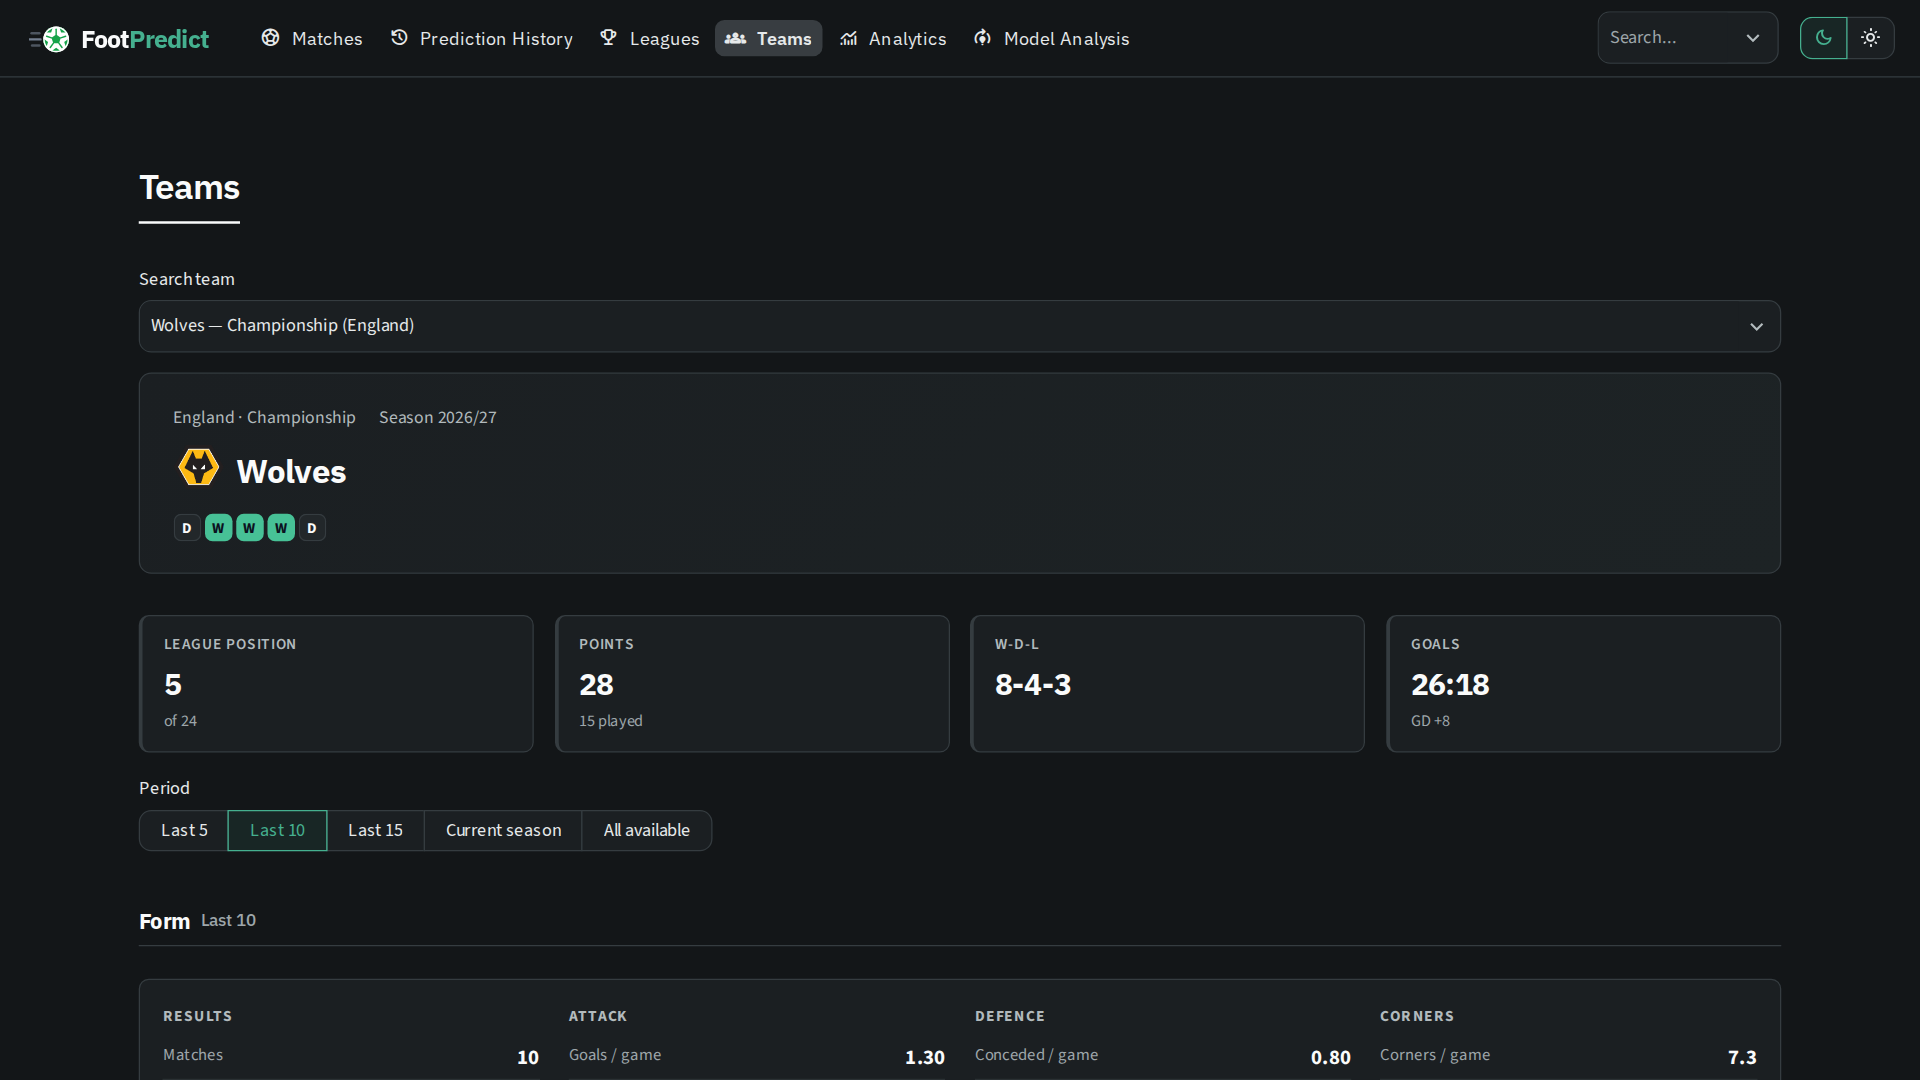 FootPredict Matches Prediction History Leagues Teams Analytics Model Analysis Search...
Teams
Search team
Wolves — Championship (England)
England · Championship Season 2026/27
Wolves
D W W W D
LEAGUE POSITION POINTS W-D-L GOALS
5 28 8-4-3 26:18
of 24 15 played GD +8
Period
Last 5 Last 10 Last 15 Current season All available
Form Last 10
RESULTS ATTACK DEFENCE CORNERS
Matches 10 Goals / game 1.30 Conceded / game 0.80 Corners / game 7.3